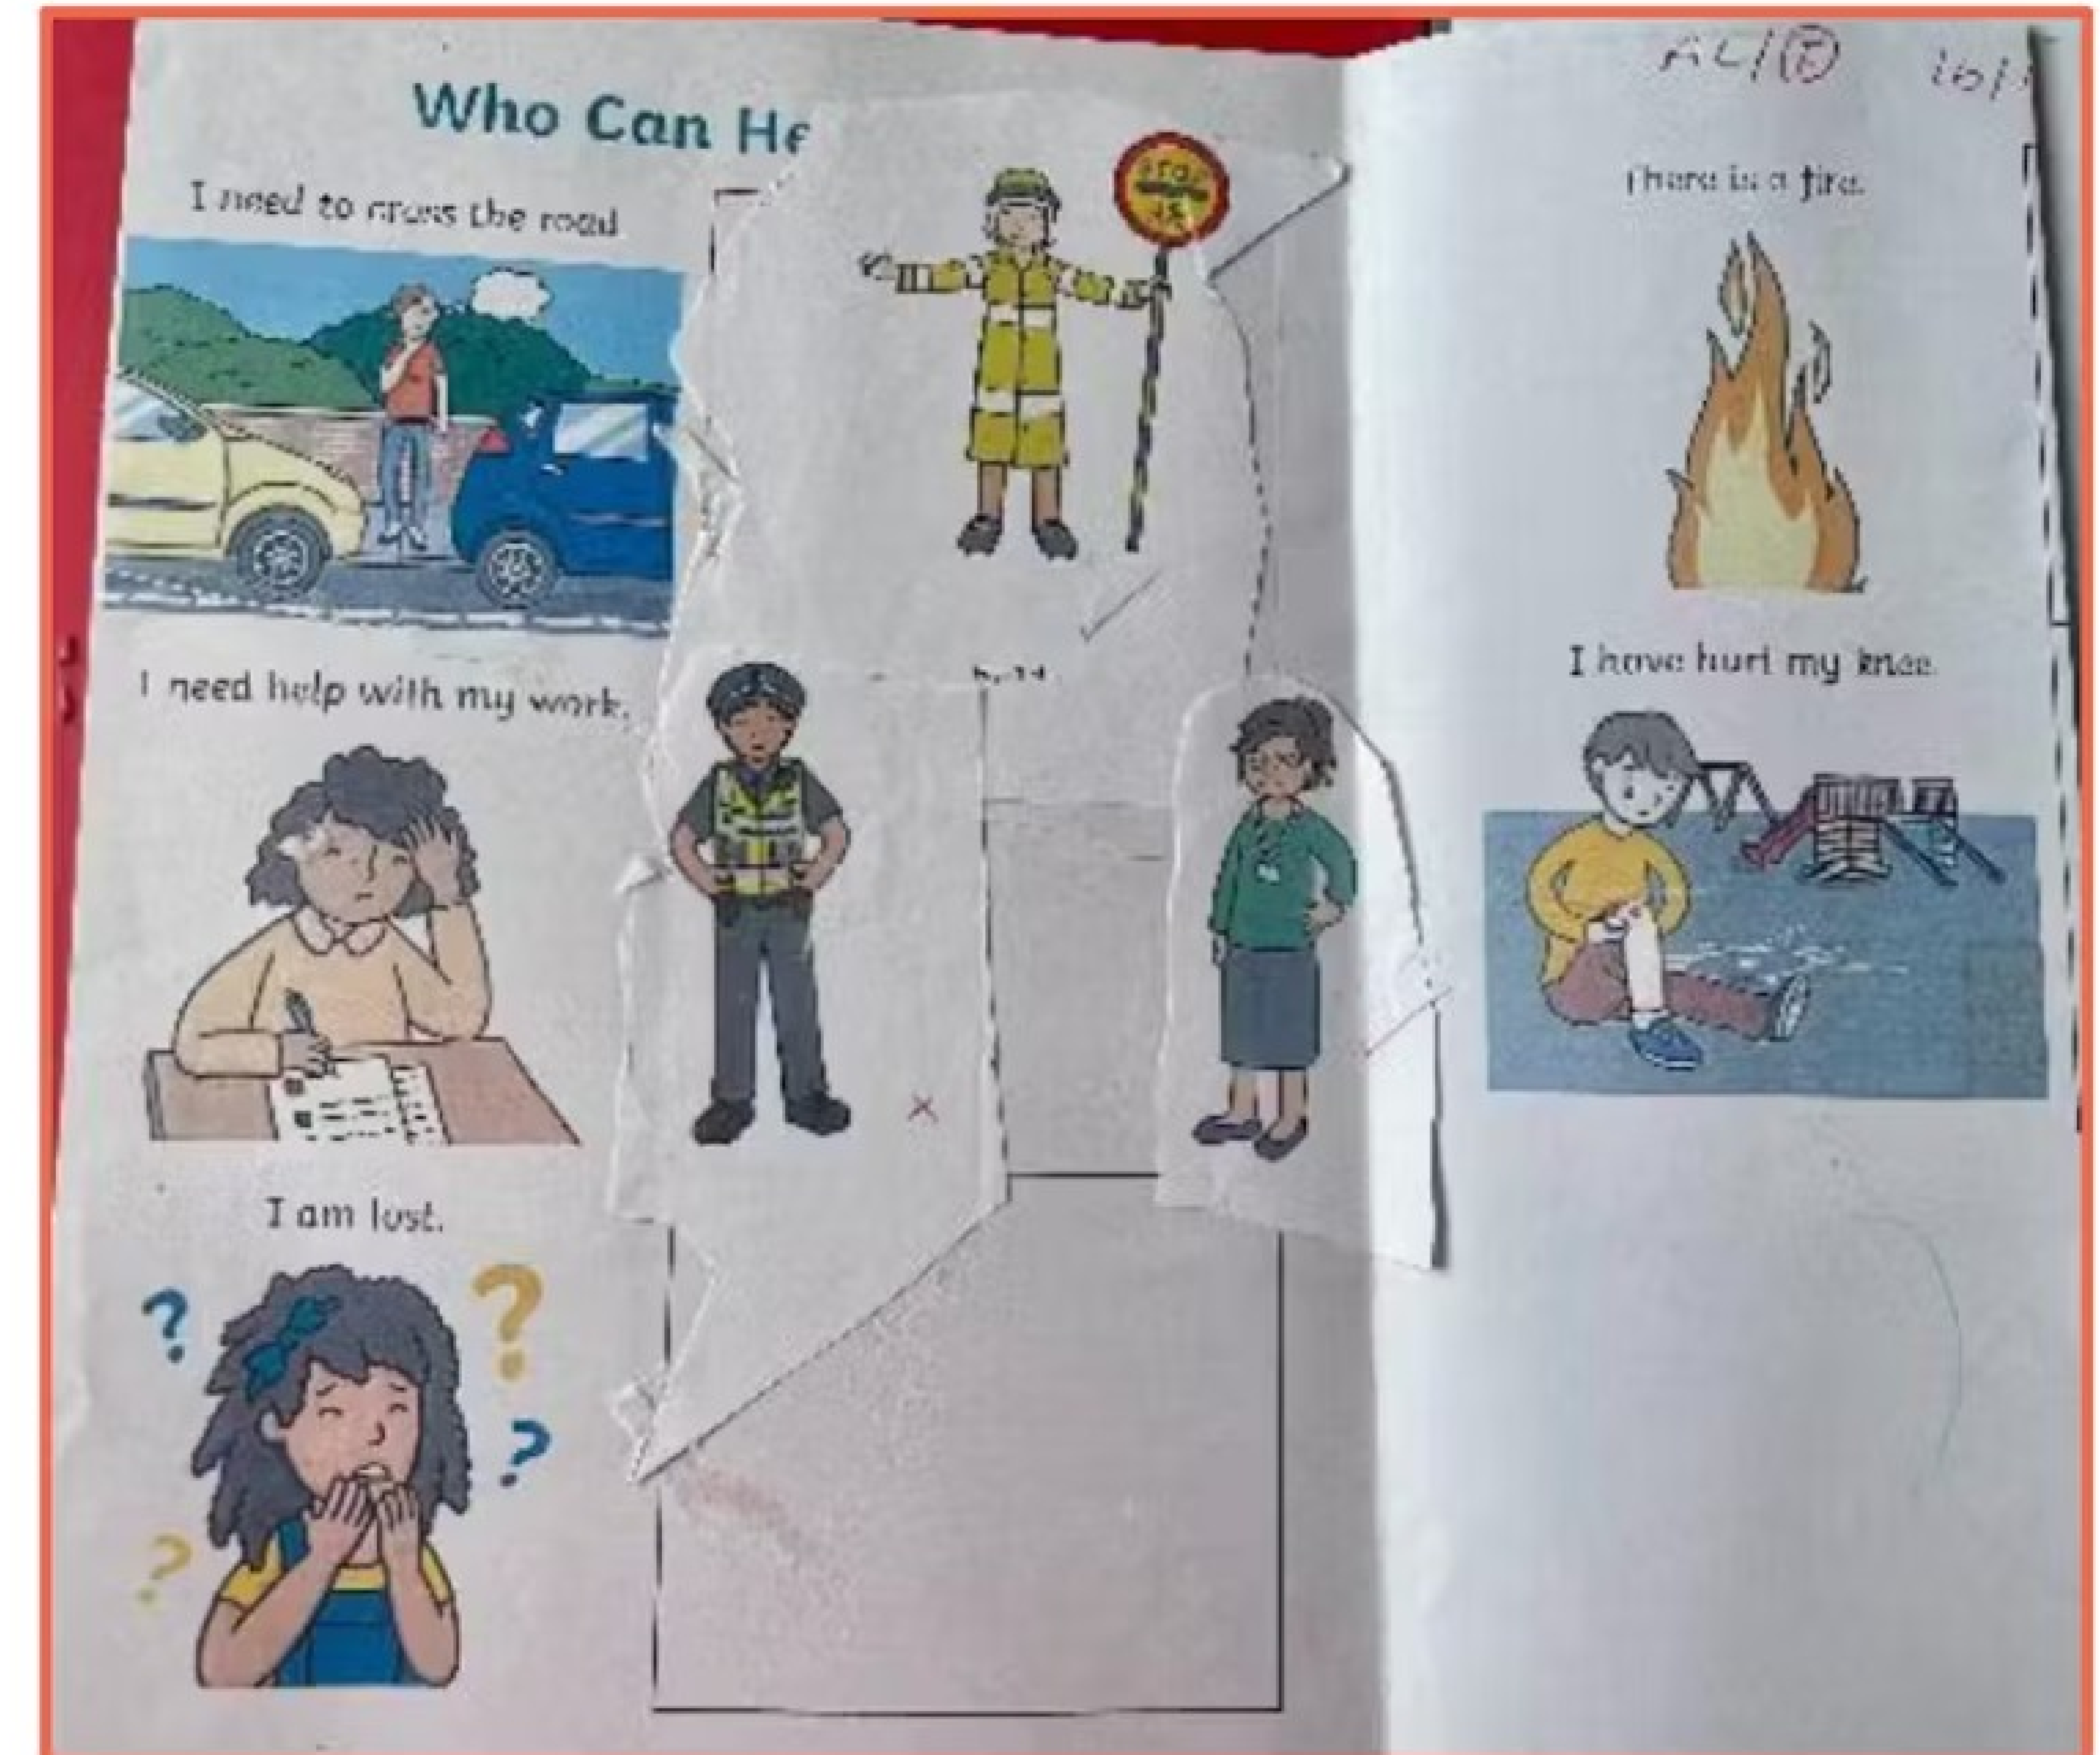 Who Can He
I need to cross the road
I need help with my work.
I am lost.
AL/F
There is a fire.
I have hurt my knee.